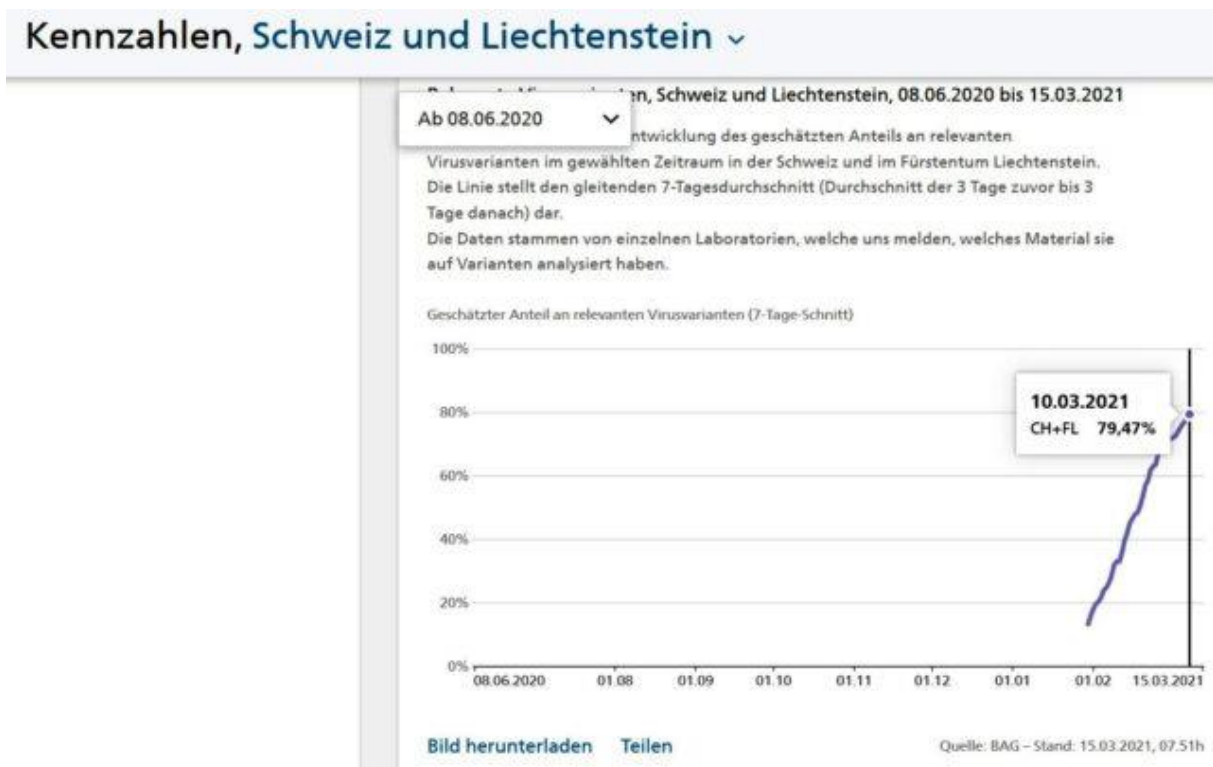 Kennzahlen, Schweiz und Liechtenstein
en, Schweiz und Liechtenstein, 08.06.2020 bis 15.03.2021
Ab 08.06.2020
ntwicklung des geschätzten Anteils an relevanten
Virusvarianten im gewählten Zeitraum in der Schweiz und im Fürstentum Liechtenstein.
Die Linie stellt den gleitenden 7-Tagesdurchschnitt (Durchschnitt der 3 Tage zuvor bis 3
Tage danach) dar.
Die Daten stammen von einzelnen Laboratorien, welche uns melden, welches Material sie
auf Varianten analysiert haben.
Geschätzter Anteil an relevanten Virusvarianten (7-Tage-Schnitt)
100%
80%
60%
40%
20%
0%
10.03.2021
CH+FL 79,47%
08.06.2020 01.08 01.09 01.10 01.11 01.12 01.01 01.02 15.03.2021
Bild herunterladen Teilen Quelle: BAG – Stand: 15.03.2021, 07.51h